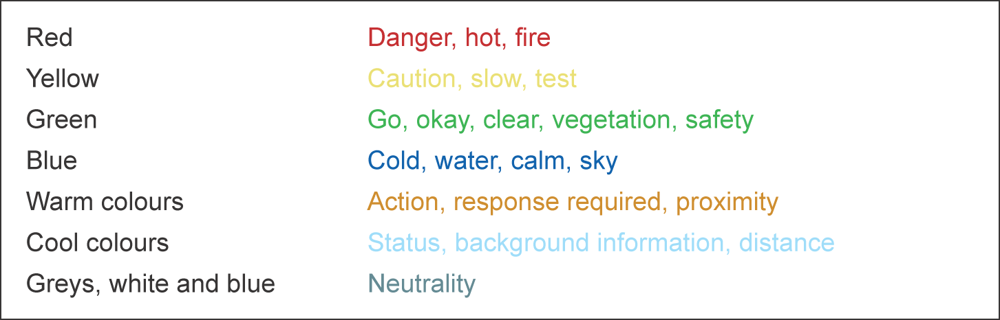 Red Danger, hot, fire
Yellow Caution, slow, test
Green Go, okay, clear, vegetation, safety
Blue Cold, water, calm, sky
Warm colours Action, response required, proximity
Cool colours Status, background information, distance
Greys, white and blue Neutrality